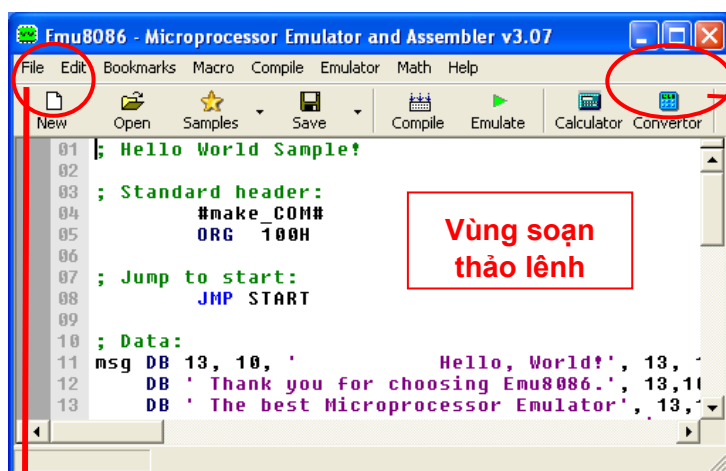 Emu8086 - Microprocessor Emulator and Assembler v3.07
File Edit Bookmarks Macro Compile Emulator Math Help
New Open Samples Save Compile Emulate Calculator Convertor
01 ; Hello World Sample!
02
03 ; Standard header:
04 #make_COM#
05 ORG 100H
06
07 ; Jump to start:
08 JMP START
09
10 ; Data:
11 msg DB 13, 10, ' Hello, World!', 13,
12 DB ' Thank you for choosing Emu8086.', 13,10
13 DB ' The best Microprocessor Emulator', 13,
Vùng soạn
thảo lênh